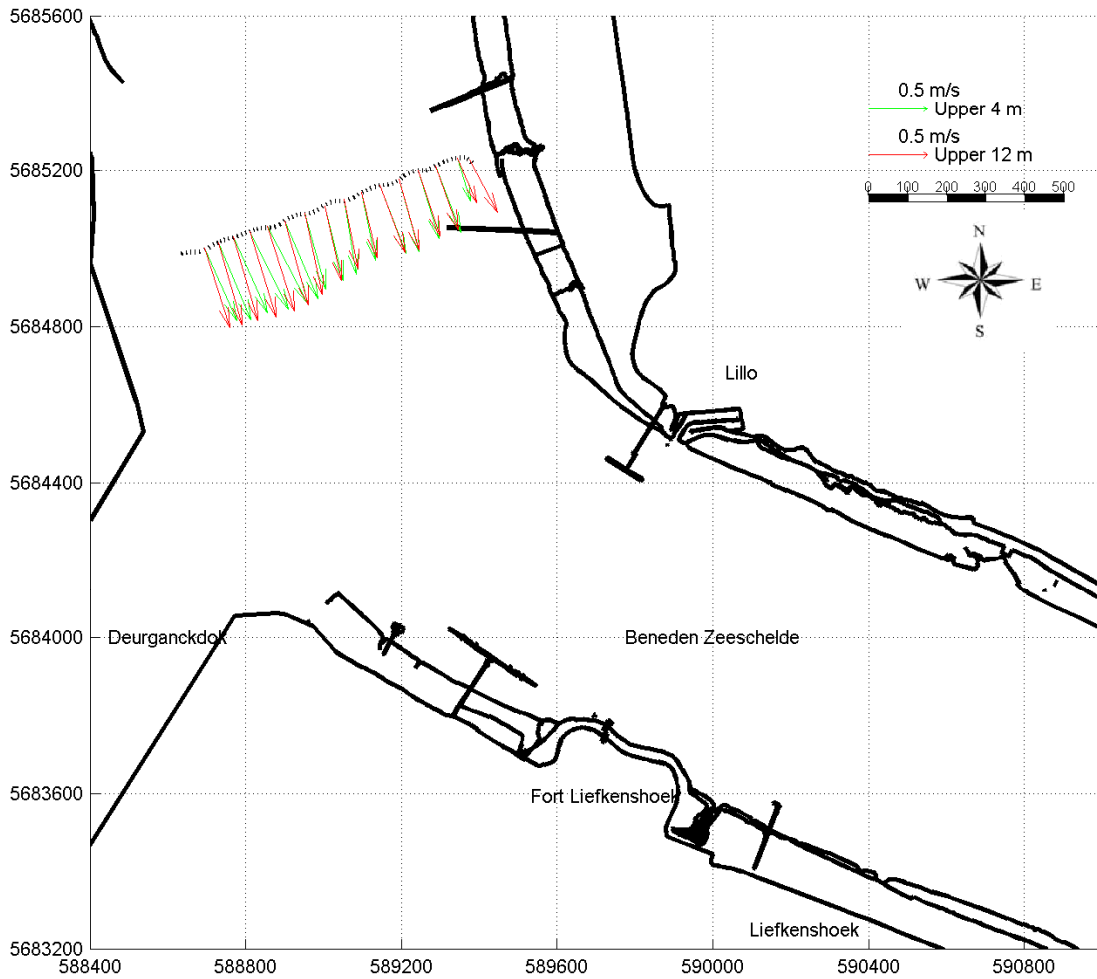 5685600
0.5 m/s
Upper 4 m
0.5 m/s
Upper 12 m
5685200
0 100 200 300 400 500
N
W E
S
5684800
Lillo
5684400
5684000
Deurganckdok
Beneden Zeeschelde
5683600
Fort Liefkenshoek
Liefkenshoek
5683200
588400 588800 589200 589600 590000 590400 590800